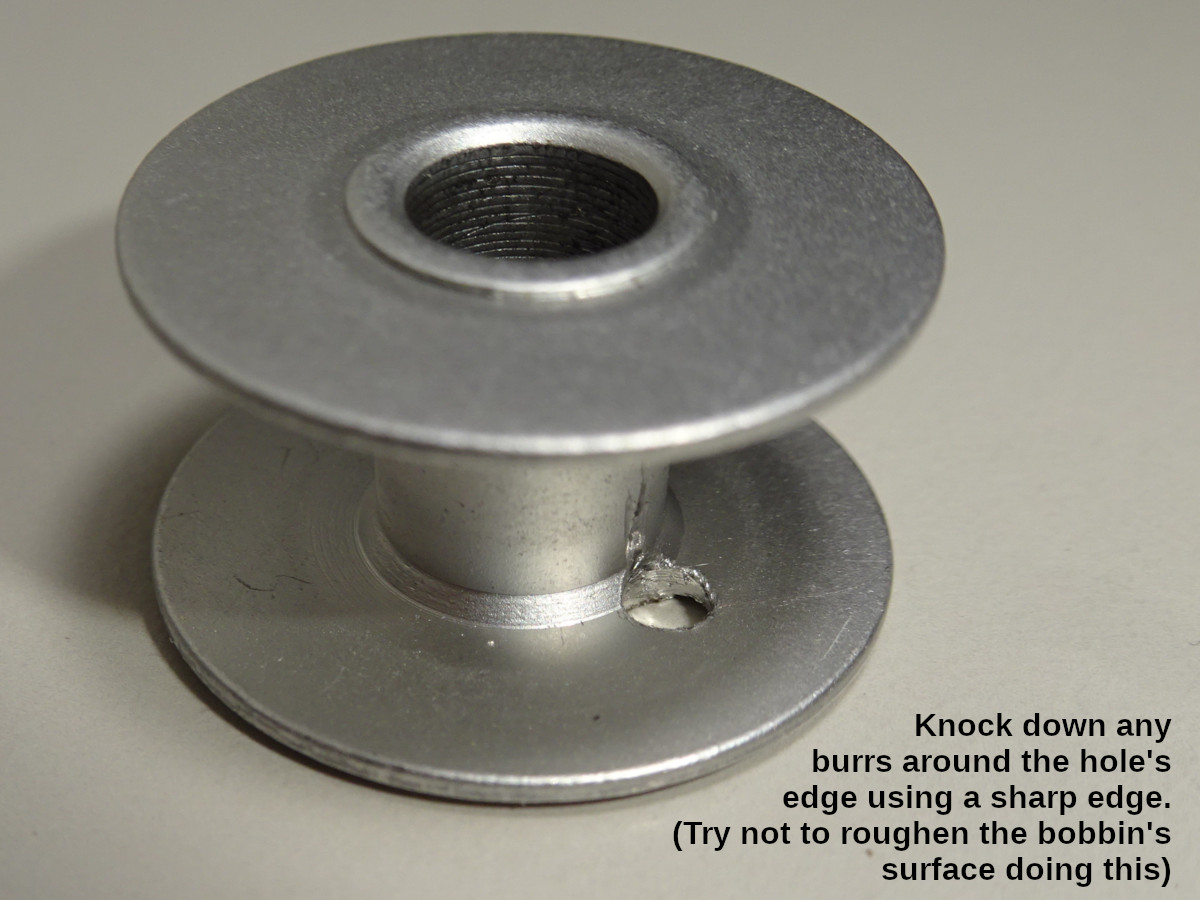 Knock down any
burrs around the hole's
edge using a sharp edge.
(Try not to roughen the bobbin's
surface doing this)